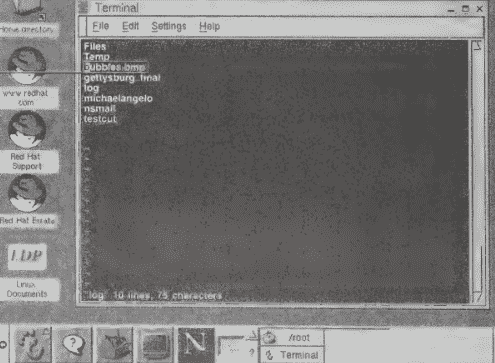 Terminal
File Edit Settings Help
Files
Temp
bubbles.bmp
gettysburg_final
log
michaelangelo
nsmail
testcut
"log" 10 lines, 75 characters
Home directory
www.redhat.com
Red Hat Support
Red Hat Errata
LDP
Linux Documents
N
?
/root
Terminal